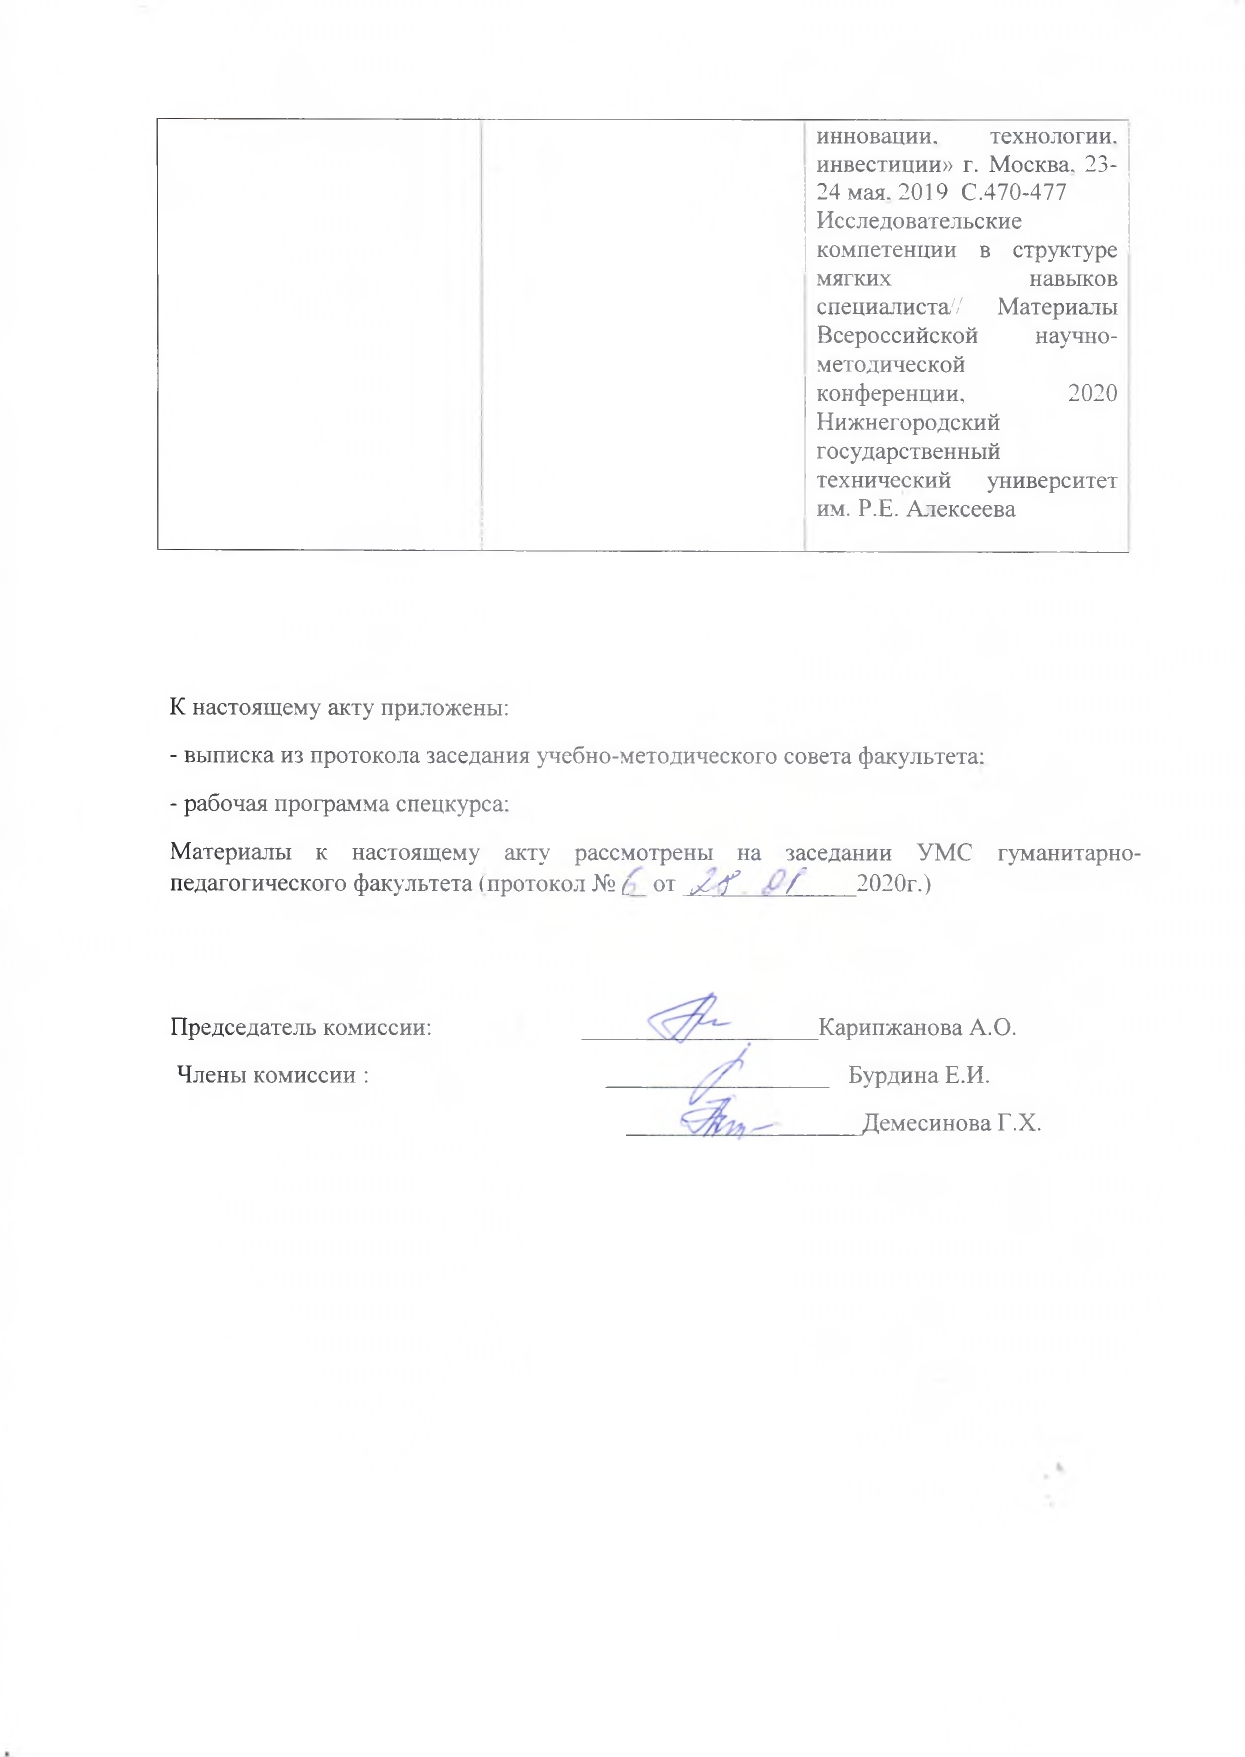 инновации, технологии,
инвестиции» г. Москва, 23-
24 мая, 2019 С.470-477
Исследовательские
компетенции в структуре
мягких навыков
специалиста// Материалы
Всероссийской научно-
методической
конференции, 2020
Нижнегородский
государственный
технический университет
им. Р.Е. Алексеева
К настоящему акту приложены:
- выписка из протокола заседания учебно-методического совета факультета;
- рабочая программа спецкурса;
Материалы к настоящему акту рассмотрены на заседании УМС гуманитарно-
педагогического факультета (протокол № 6 от 28. 01 2020г.)
Председатель комиссии: Карипжанова А.О.
Члены комиссии : Бурдина Е.И.
Демесинова Г.Х.